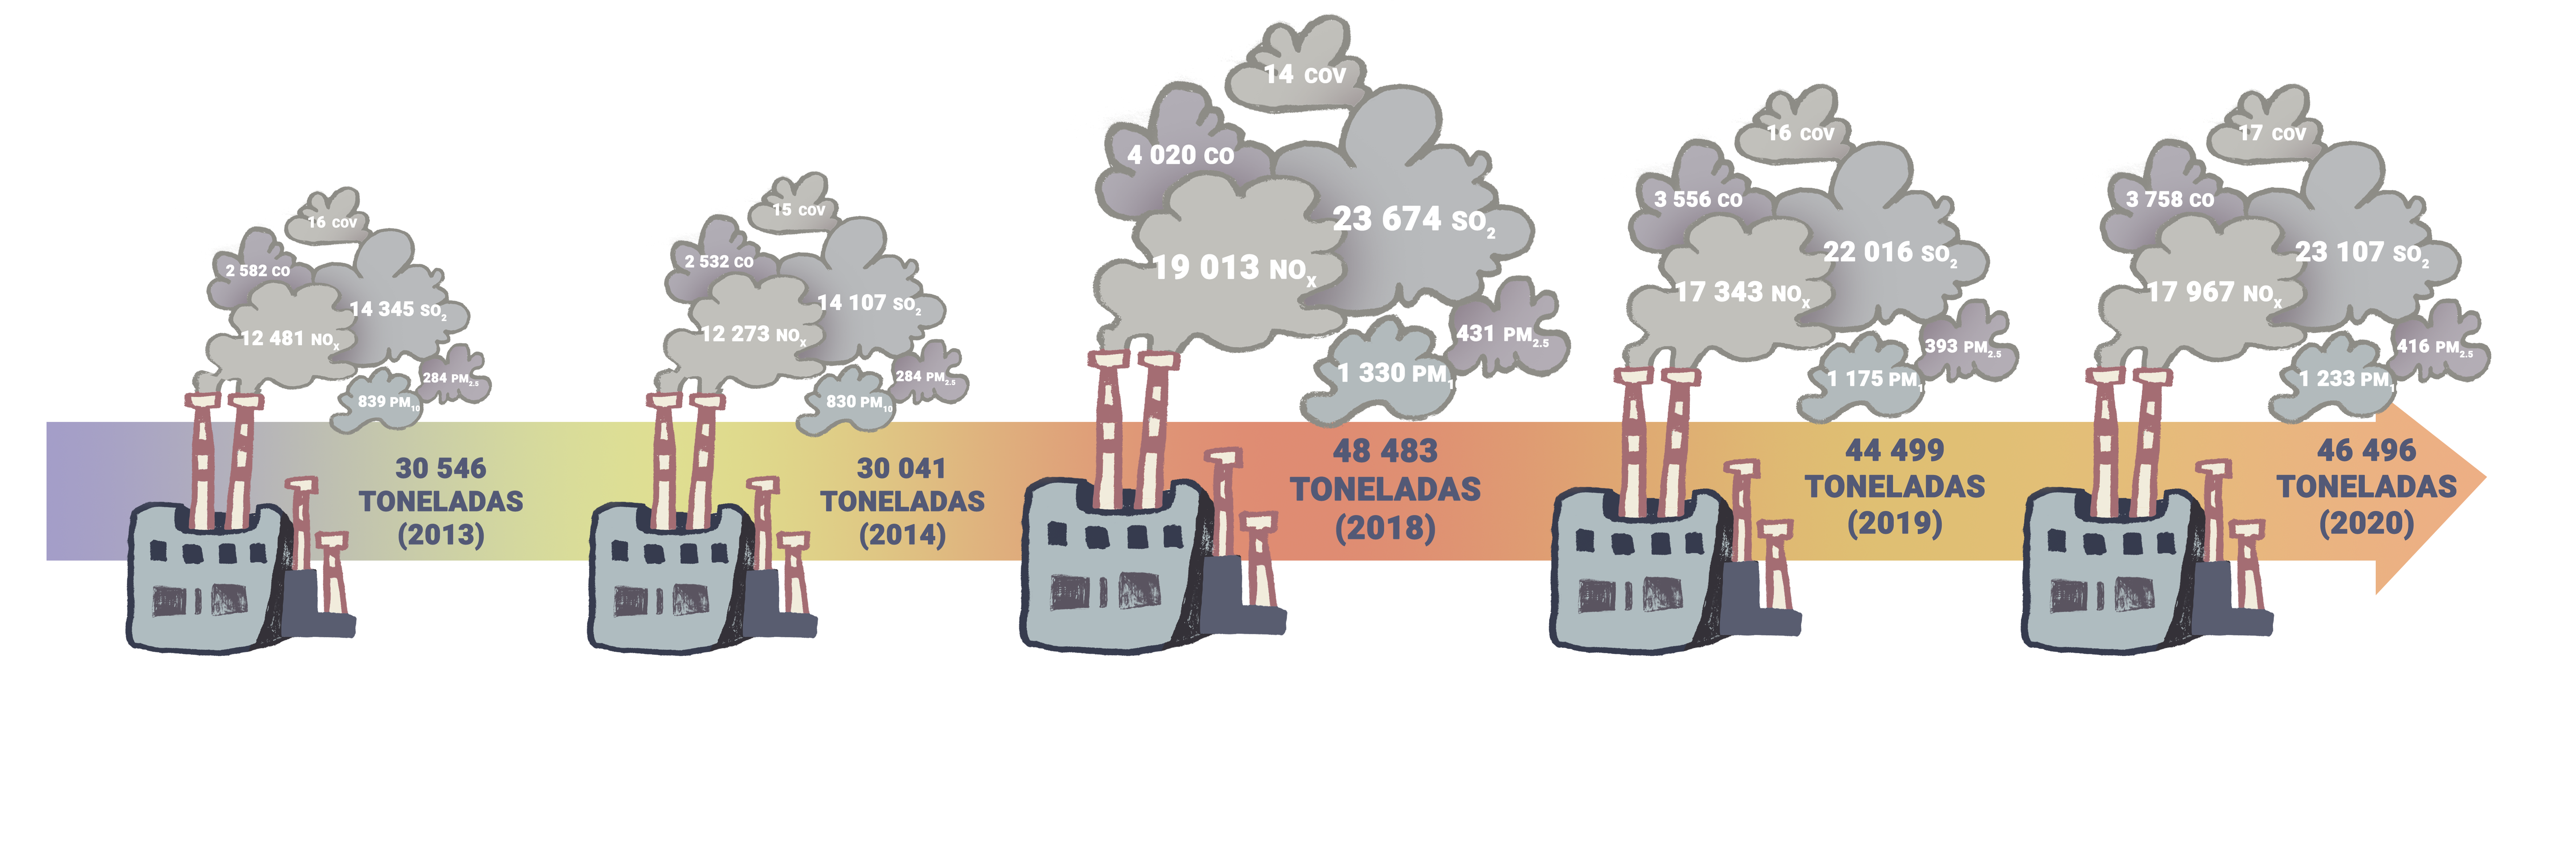 16 COV
2 582 CO
14 345 SO2
12 481 NOX
284 PM2.5
839 PM10
30 546
TONELADAS
(2013)
15 COV
2 532 CO
14 107 SO2
12 273 NOX
284 PM2.5
830 PM10
30 041
TONELADAS
(2014)
14 COV
4 020 CO
23 674 SO2
19 013 NOX
431 PM2.5
1 330 PM1
48 483
TONELADAS
(2018)
16 COV
3 556 CO
22 016 SO2
17 343 NOX
393 PM2.5
1 175 PM1
44 499
TONELADAS
(2019)
17 COV
3 758 CO
23 107 SO2
17 967 NOX
416 PM2.5
1 233 PM1
46 496
TONELADAS
(2020)